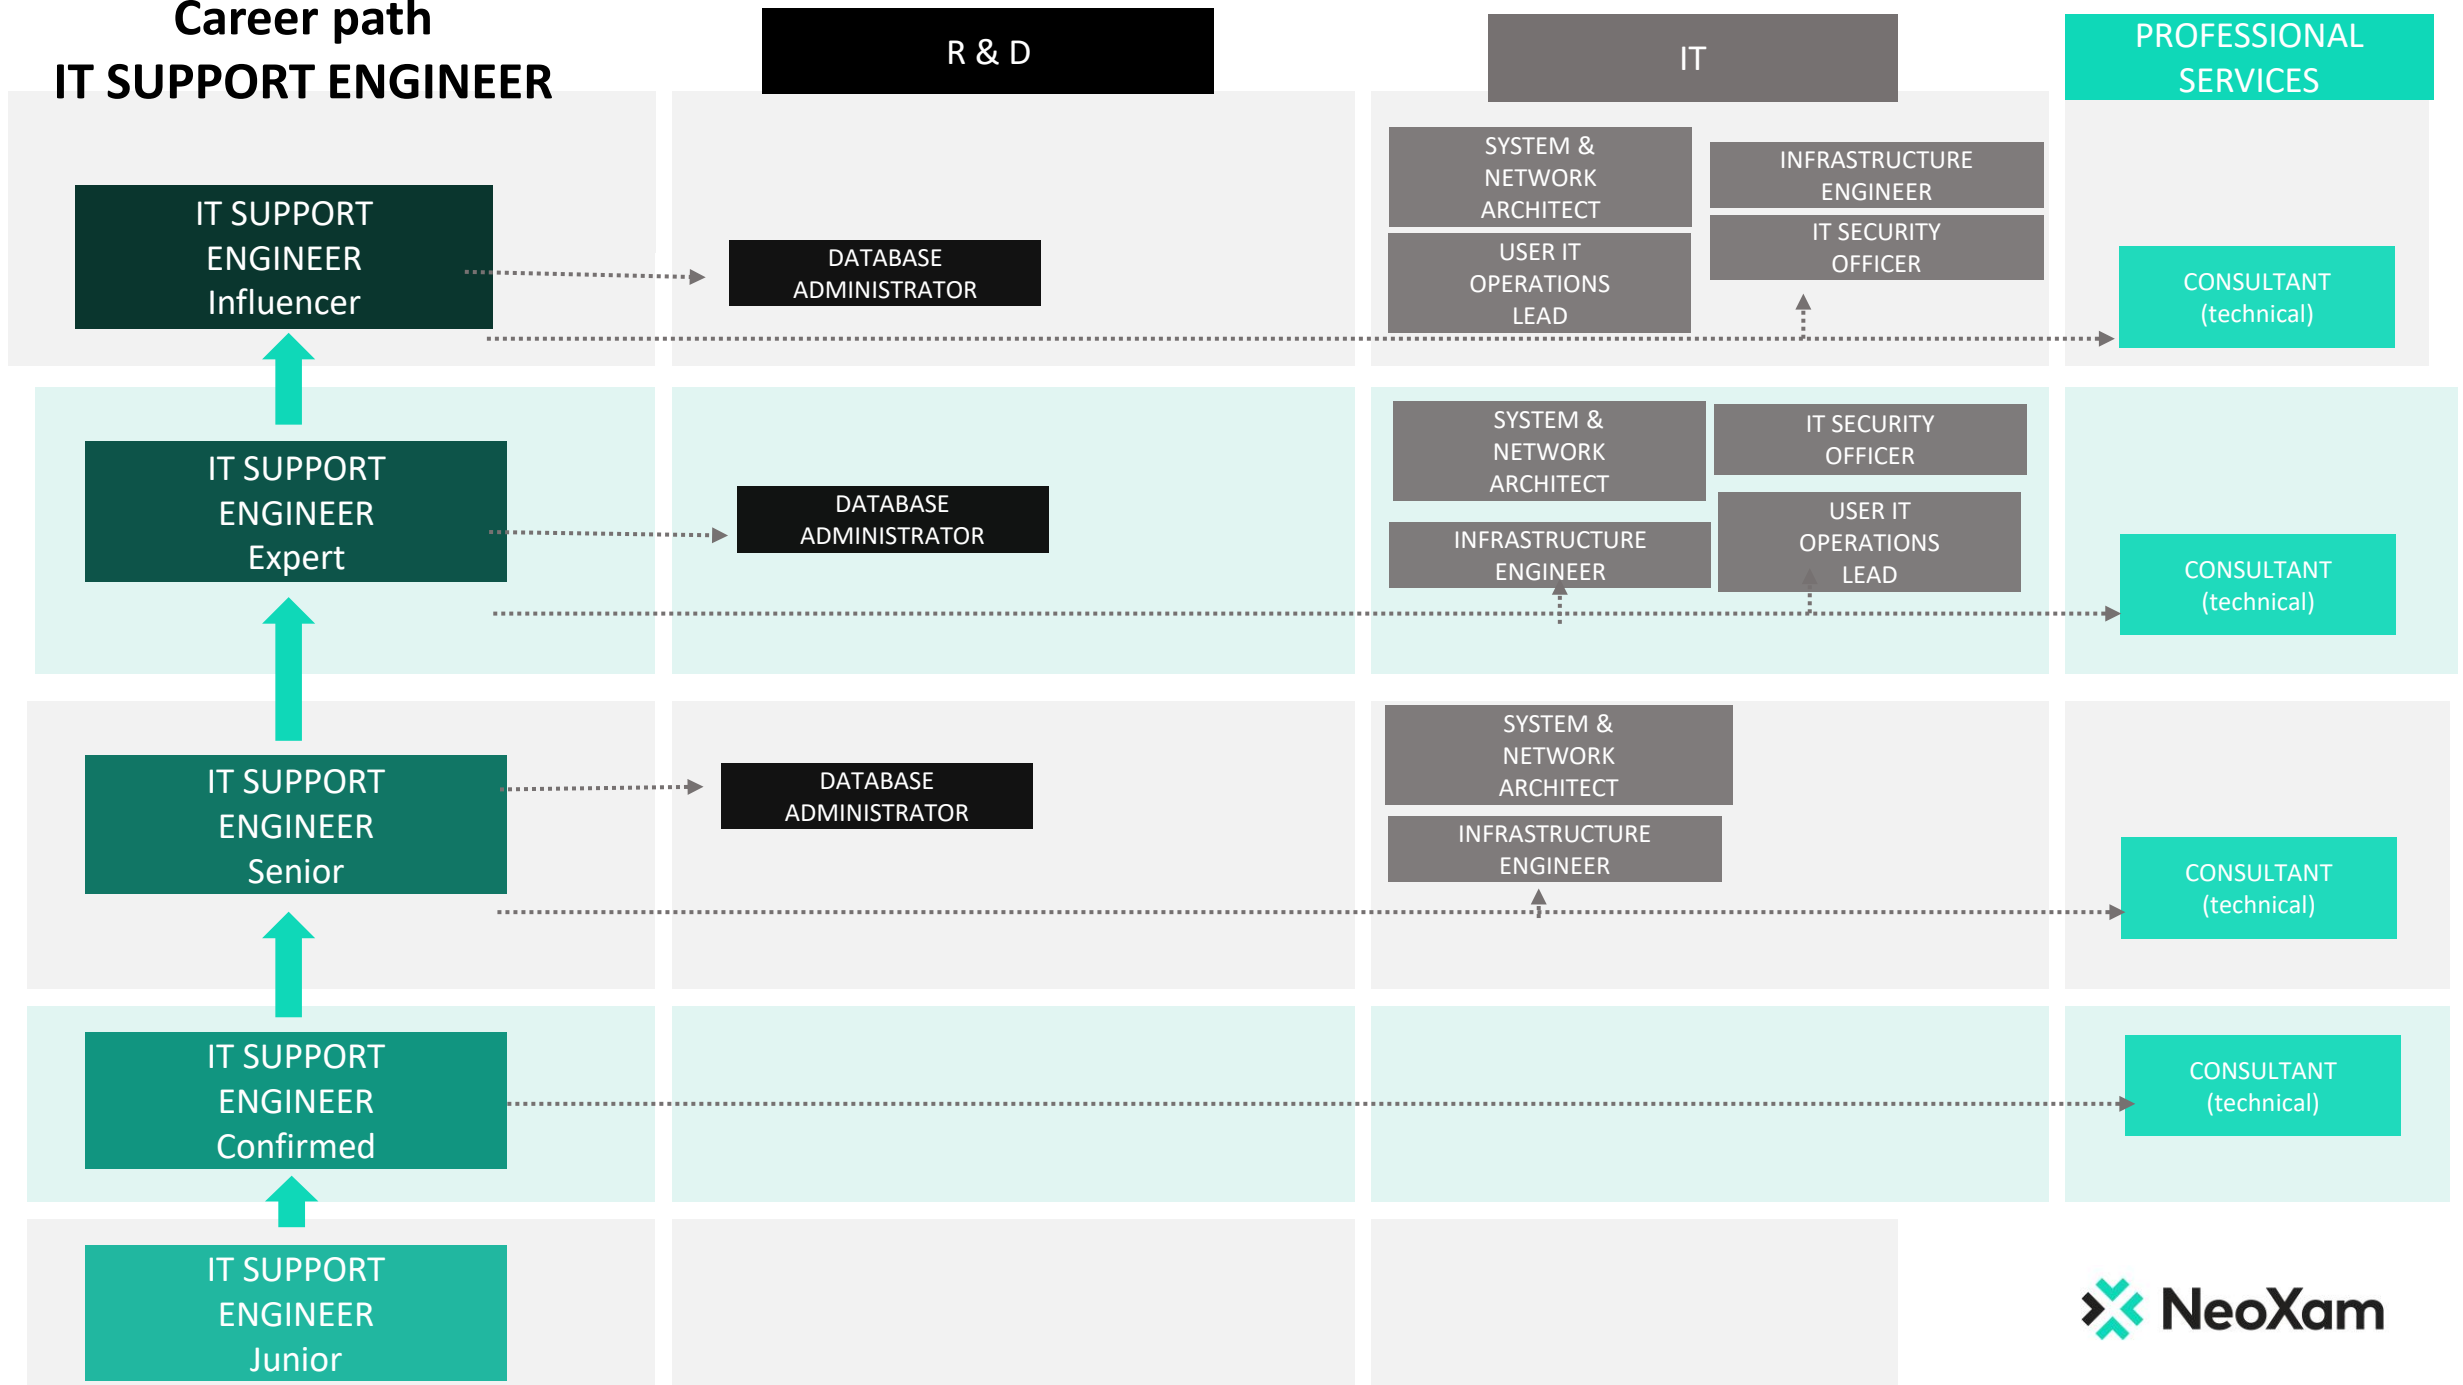 Career path
IT SUPPORT ENGINEER
R & D
IT
PROFESSIONAL
SERVICES
IT SUPPORT
ENGINEER
Influencer
DATABASE
ADMINISTRATOR
SYSTEM &
NETWORK
ARCHITECT
INFRASTRUCTURE
ENGINEER
USER IT
OPERATIONS
LEAD
IT SECURITY
OFFICER
CONSULTANT
(technical)
IT SUPPORT
ENGINEER
Expert
DATABASE
ADMINISTRATOR
SYSTEM &
NETWORK
ARCHITECT
IT SECURITY
OFFICER
INFRASTRUCTURE
ENGINEER
USER IT
OPERATIONS
LEAD
CONSULTANT
(technical)
IT SUPPORT
ENGINEER
Senior
DATABASE
ADMINISTRATOR
SYSTEM &
NETWORK
ARCHITECT
INFRASTRUCTURE
ENGINEER
CONSULTANT
(technical)
IT SUPPORT
ENGINEER
Confirmed
CONSULTANT
(technical)
IT SUPPORT
ENGINEER
Junior
NeoXam